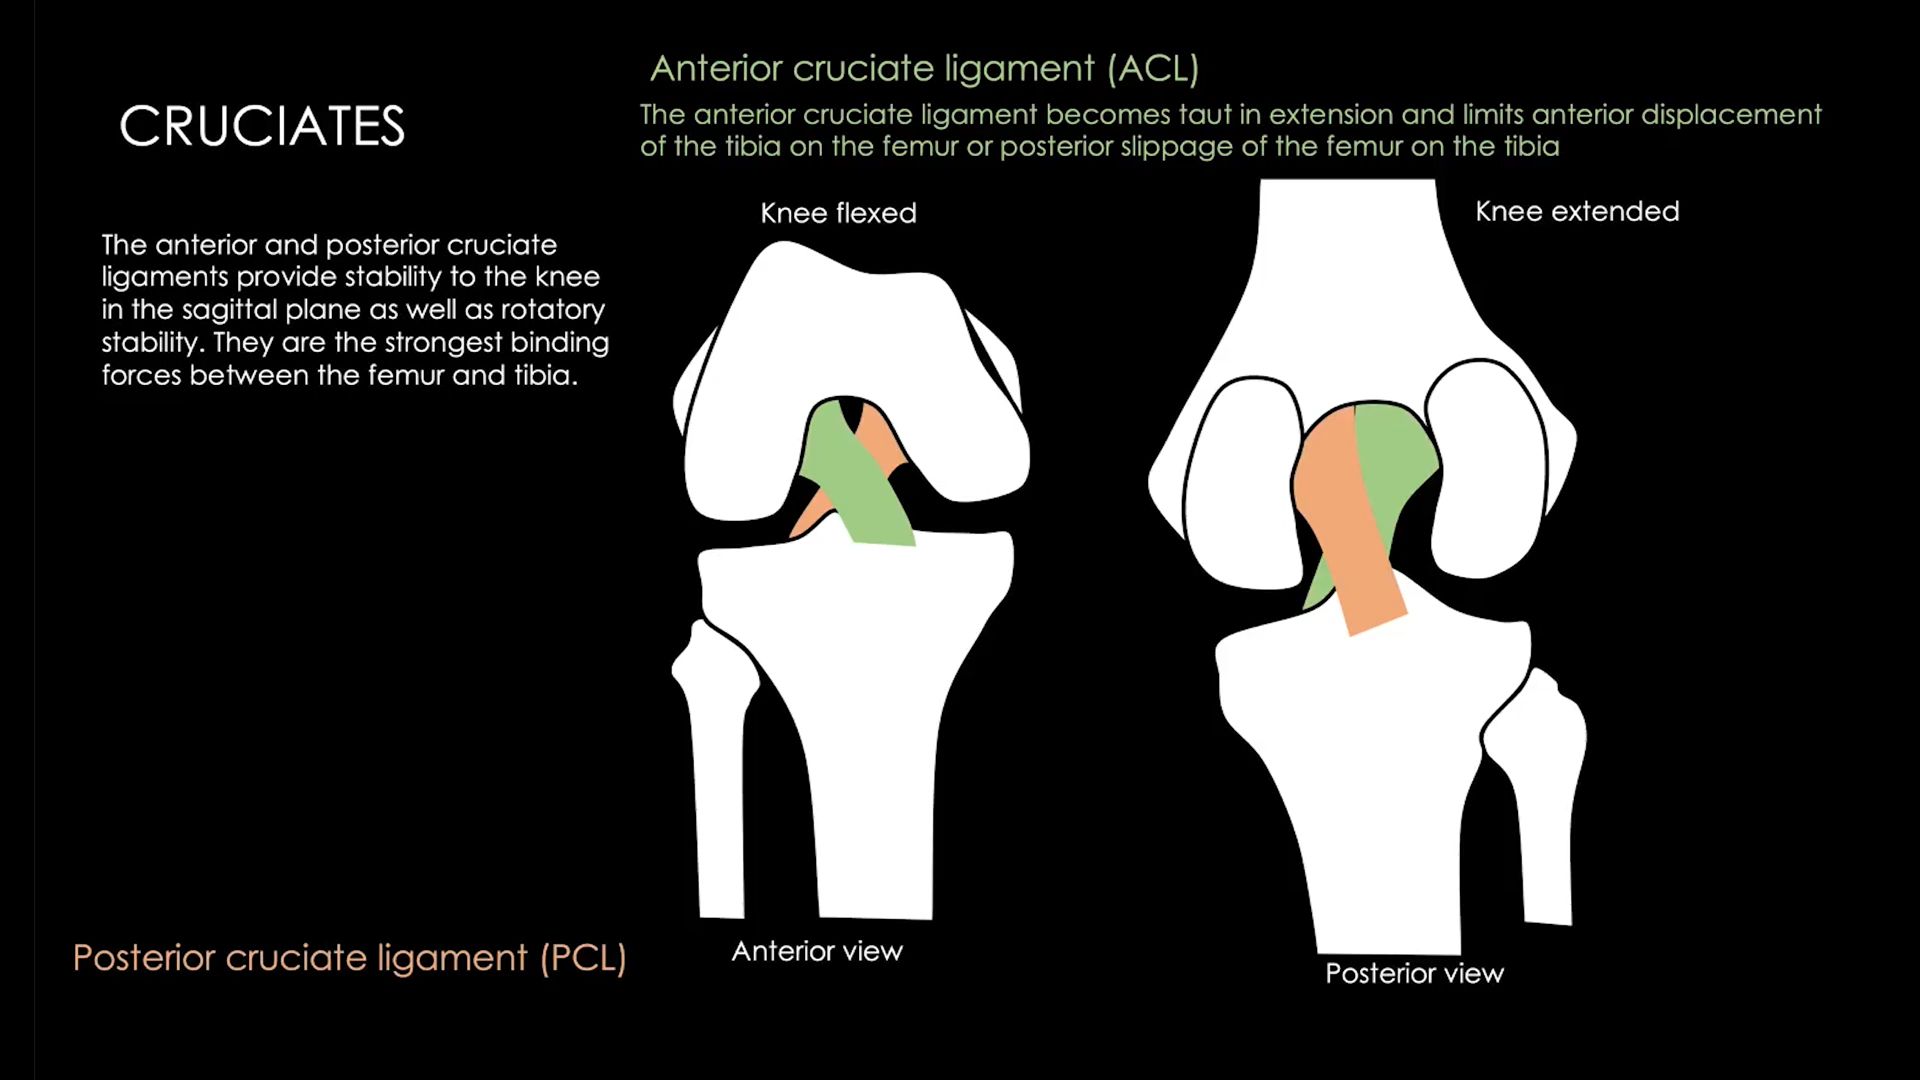 CRUCIATES
The anterior and posterior cruciate
ligaments provide stability to the knee
in the sagittal plane as well as rotatory
stability. They are the strongest binding
forces between the femur and tibia.
Anterior cruciate ligament (ACL)
The anterior cruciate ligament becomes taut in extension and limits anterior displacement
of the tibia on the femur or posterior slippage of the femur on the tibia
Knee flexed
Knee extended
Anterior view
Posterior view
Posterior cruciate ligament (PCL)